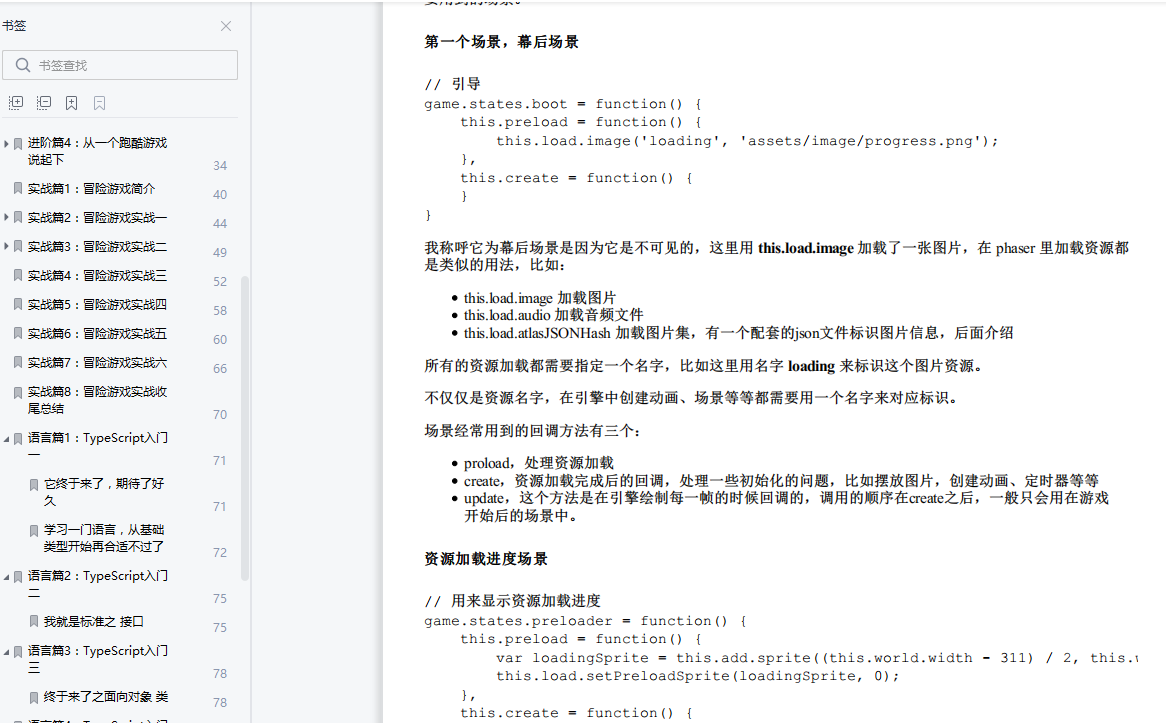 书签
书签查找
进阶篇4：从一个跑酷游戏
说起下
34
实战篇1：冒险游戏简介
40
实战篇2：冒险游戏实战一
44
实战篇3：冒险游戏实战二
49
实战篇4：冒险游戏实战三
52
实战篇5：冒险游戏实战四
58
实战篇6：冒险游戏实战五
60
实战篇7：冒险游戏实战六
66
实战篇8：冒险游戏实战收
尾总结
70
语言篇1：TypeScript入门
一
71
它终于来了，期待了好
久
71
学习一门语言，从基础
类型开始再合适不过了
72
语言篇2：TypeScript入门
二
75
我就是标准之 接口
75
语言篇3：TypeScript入门
三
78
终于来了之面向对象 类
78
第一个场景，幕后场景
// 引导
game.states.boot = function() {
this.preload = function() {
this.load.image('loading', 'assets/image/progress.png');
},
this.create = function() {
}
}
我称呼它为幕后场景是因为它是不可见的，这里用 this.load.image 加载了一张图片，在 phaser 里加载资源都
是类似的用法，比如：
• this.load.image 加载图片
• this.load.audio 加载音频文件
• this.load.atlasJSONHash 加载图片集，有一个配套的json文件标识图片信息，后面介绍
所有的资源加载都需要指定一个名字，比如这里用名字 loading 来标识这个图片资源。
不仅仅是资源名字，在引擎中创建动画、场景等等都需要用一个名字来对应标识。
场景经常用到的回调方法有三个：
• proload，处理资源加载
• create，资源加载完成后的回调，处理一些初始化的问题，比如摆放图片，创建动画、定时器等等
• update，这个方法是在引擎绘制每一帧的时候回调的，调用的顺序在create之后，一般只会用在游戏
开始后的场景中。
资源加载进度场景
// 用来显示资源加载进度
game.states.preloader = function() {
this.preload = function() {
var loadingSprite = this.add.sprite((this.world.width - 311) / 2, this.w
this.load.setPreloadSprite(loadingSprite, 0);
},
this.create = function() {